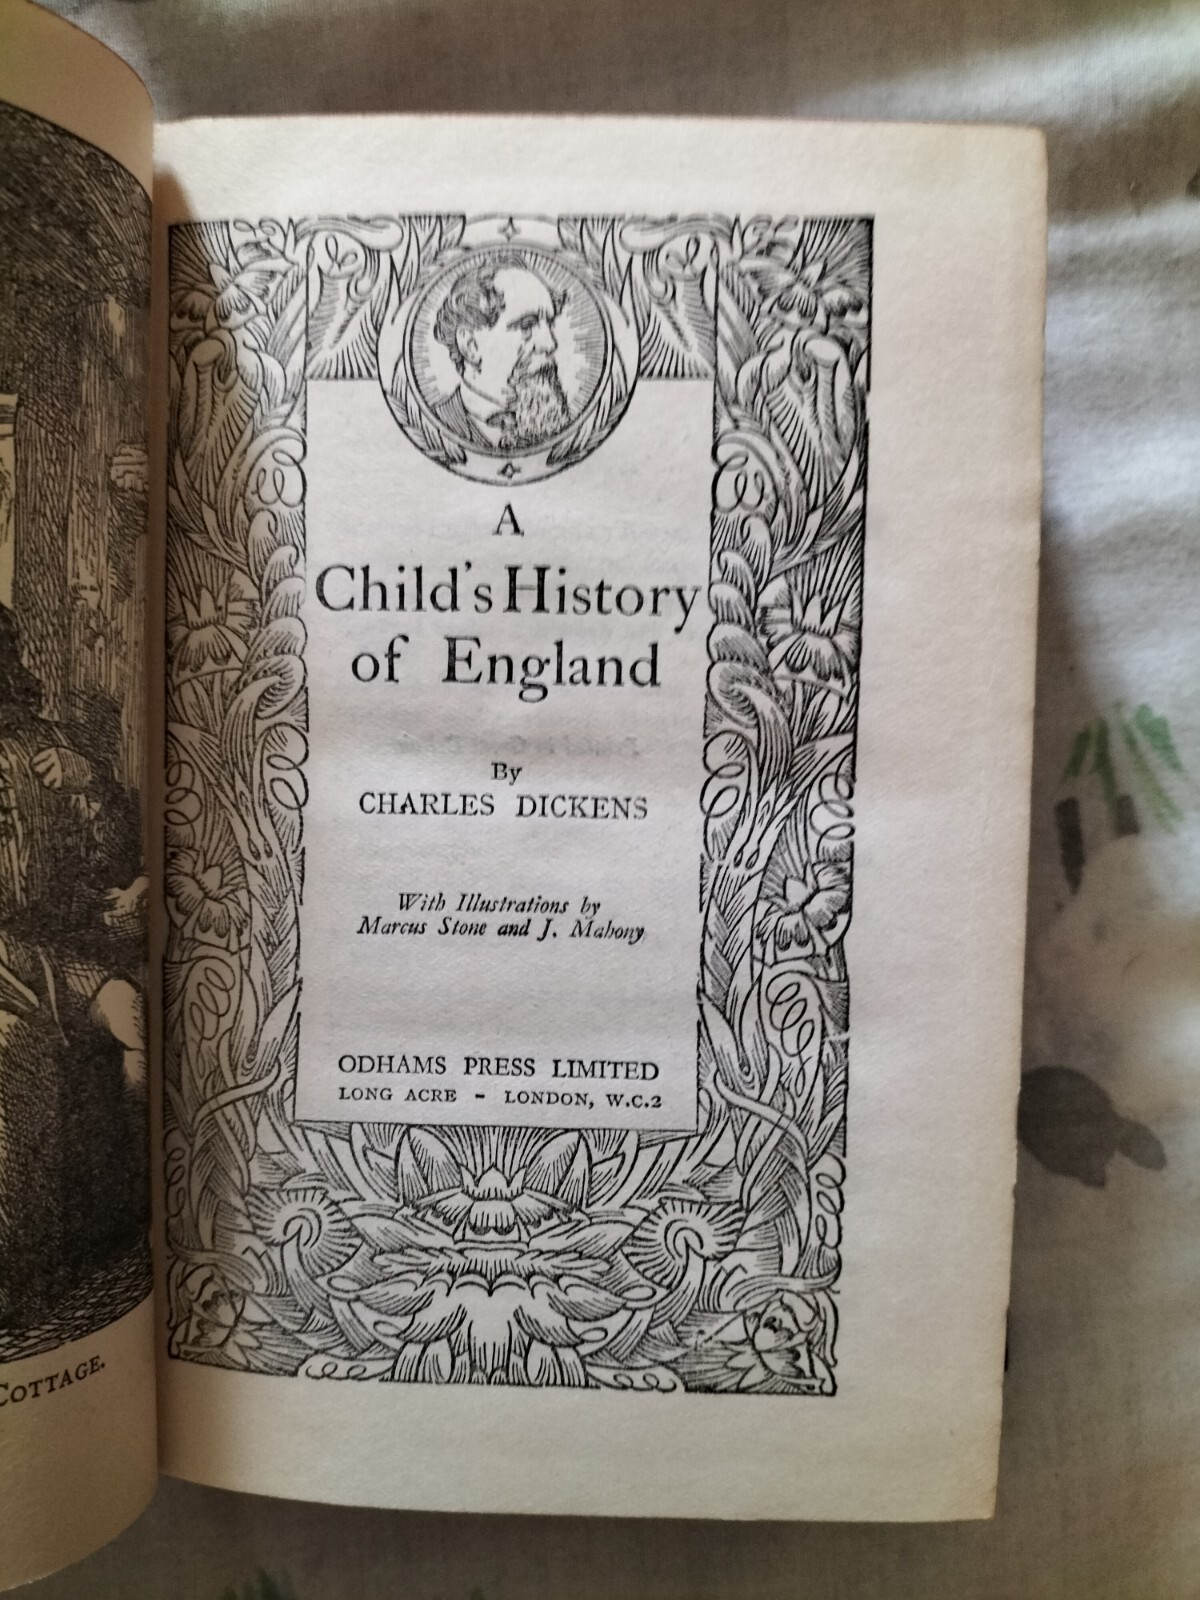 COTTAGE.
A
Child's History
of England
By
CHARLES DICKENS
With Illustrations by
Marcus Stone and J. Mahony
ODHAMS PRESS LIMITED
LONG ACRE - LONDON, W.C.2